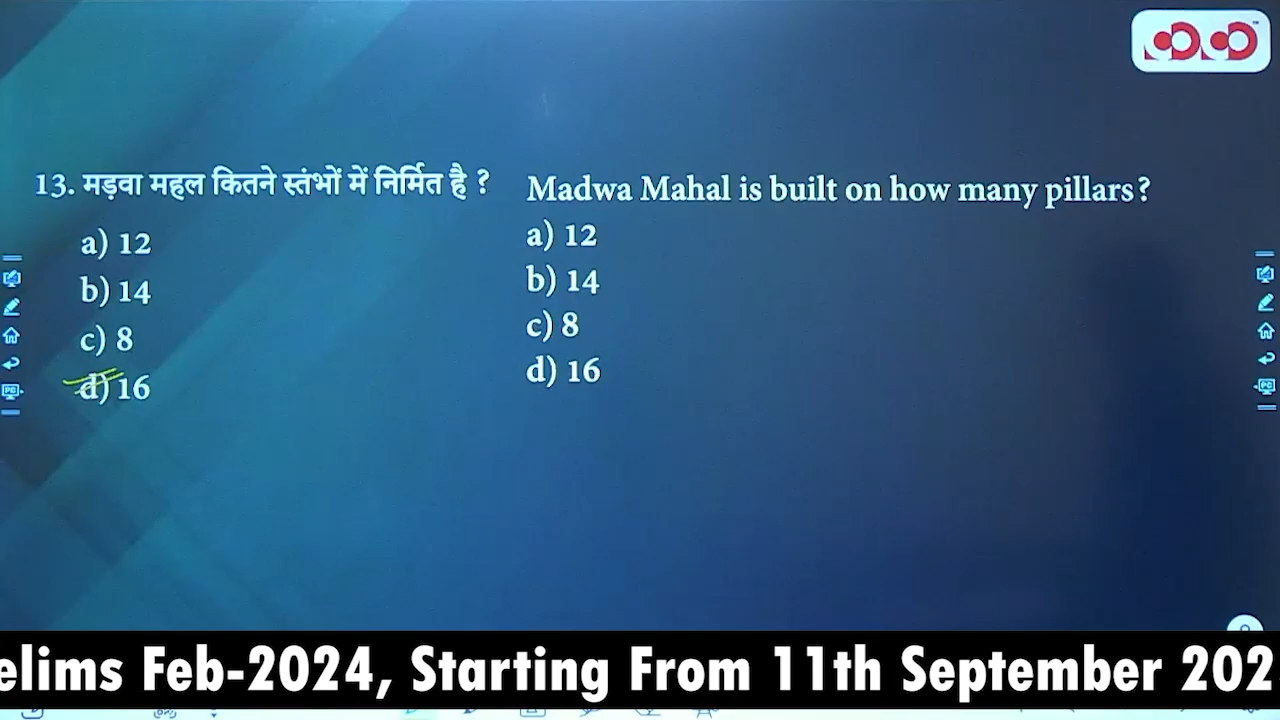 13. मड़वा महल कितने स्तंभों में निर्मित है ?
a) 12
b) 14
c) 8
d) 16
Madwa Mahal is built on how many pillars?
a) 12
b) 14
c) 8
d) 16
elims Feb-2024, Starting From 11th September 202